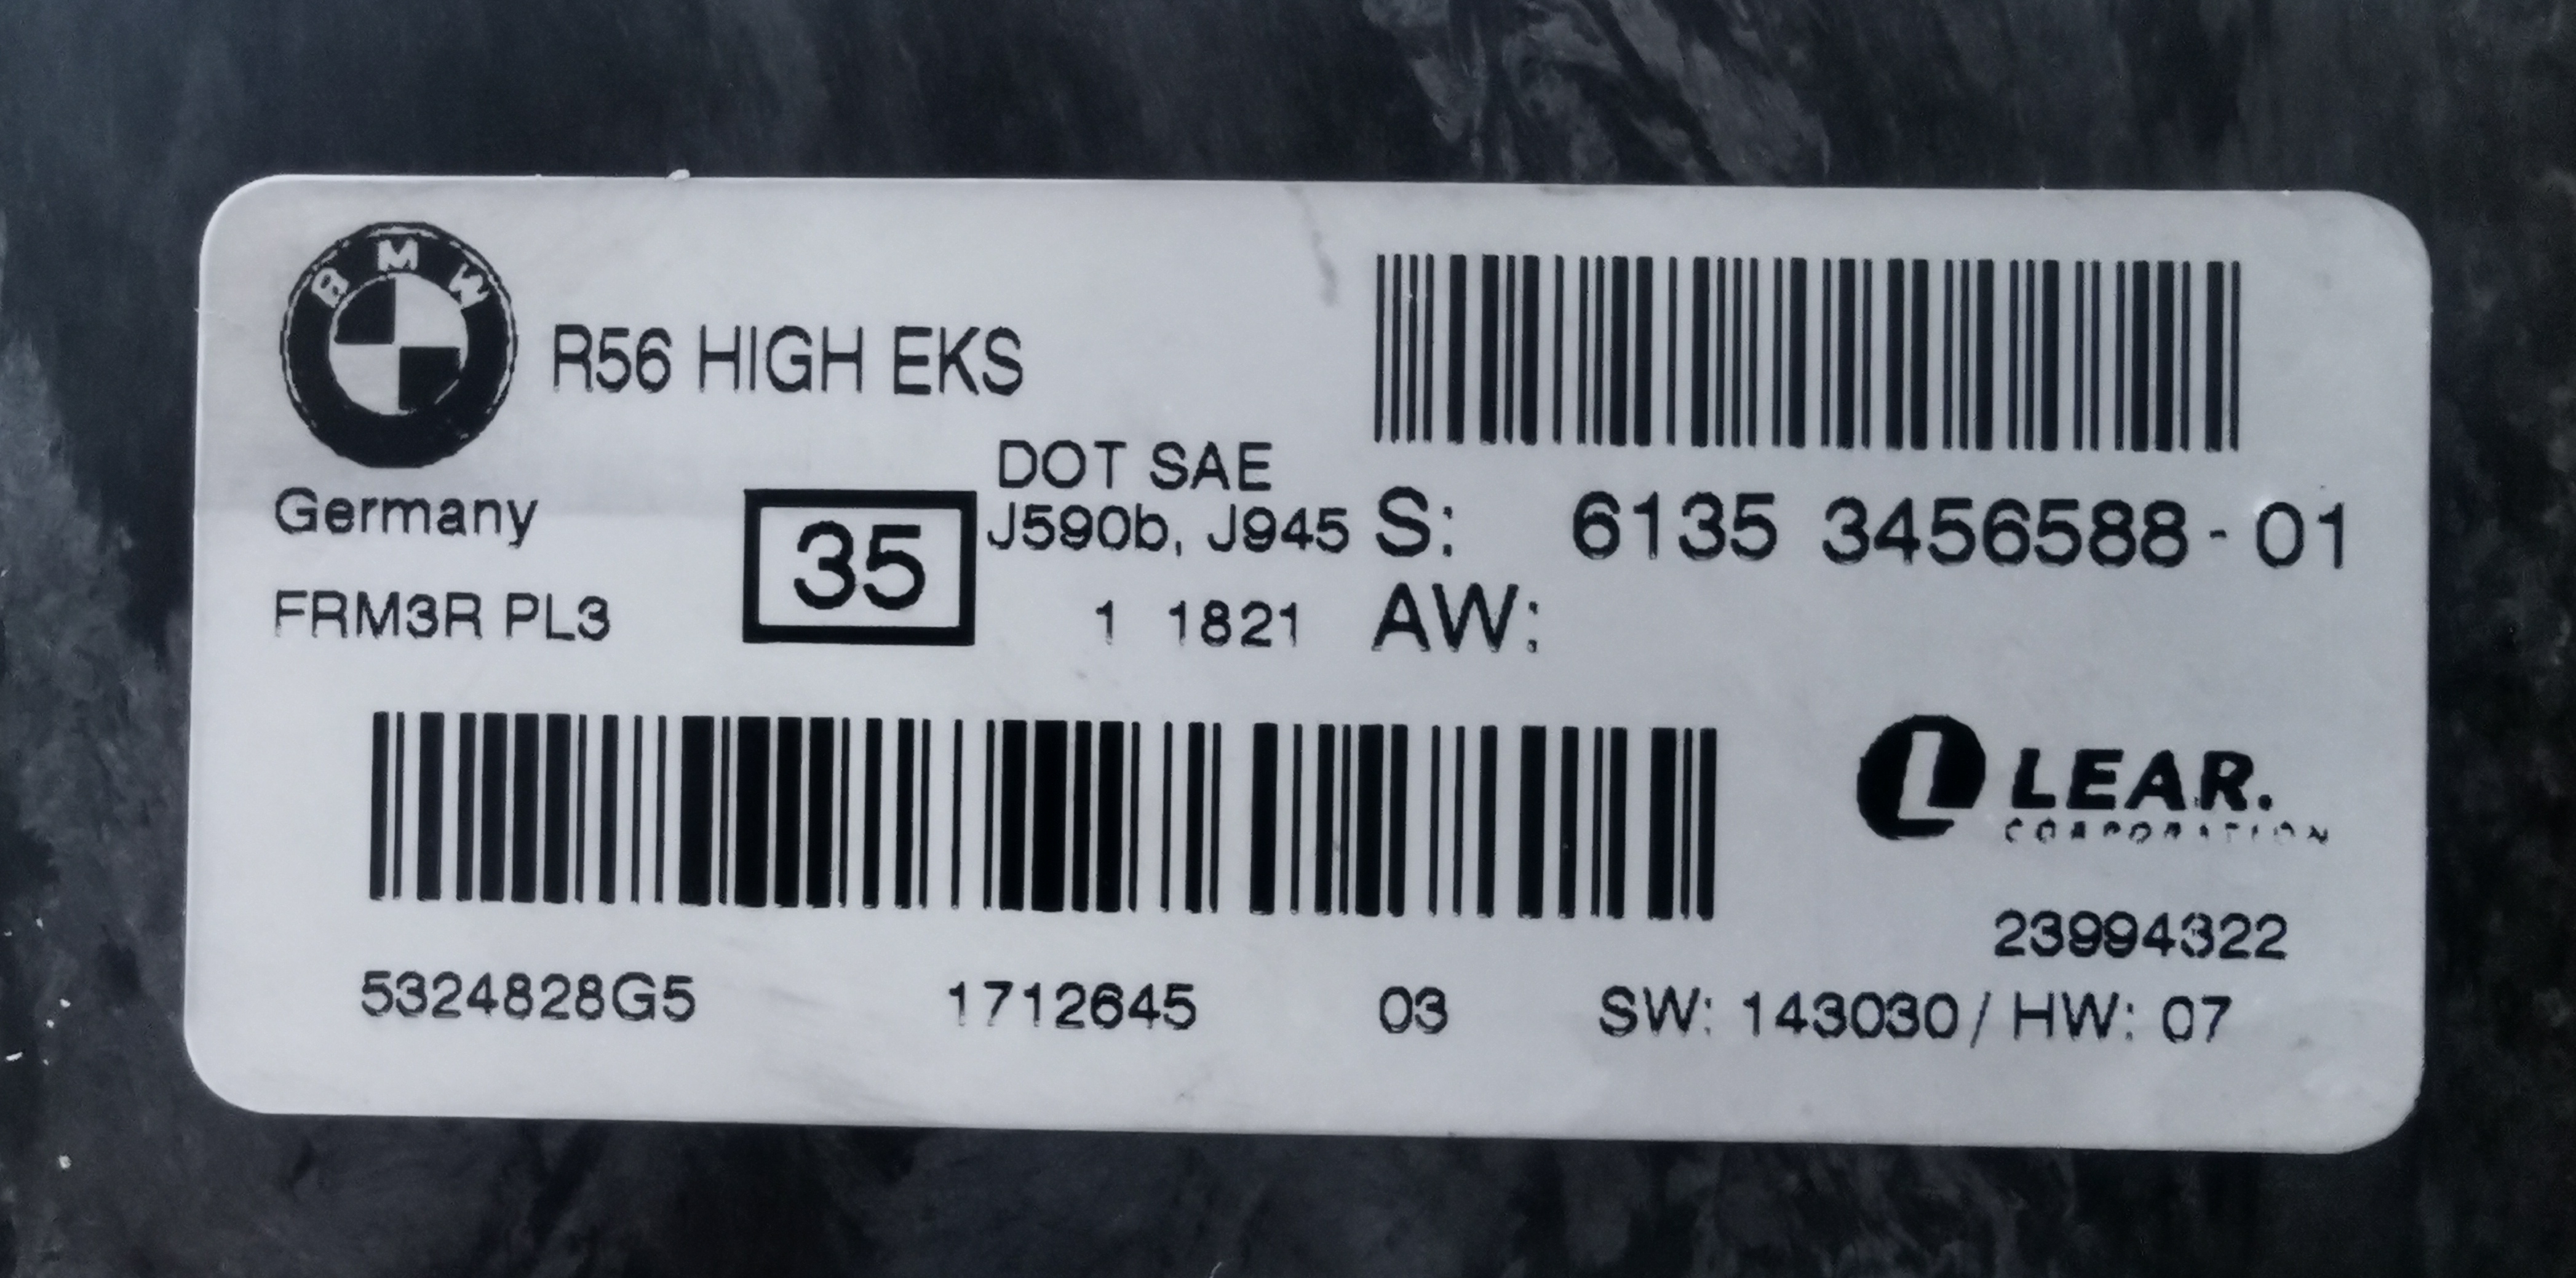 BMW
R56 HIGH EKS
Germany
FRM3R PL3
35
DOT SAE
J590b, J945
1 1821
S: 6135 3456588-01
AW:
LEAR.
CORPORATION
23994322
5324828G5 1712645 03 SW: 143030/ HW: 07